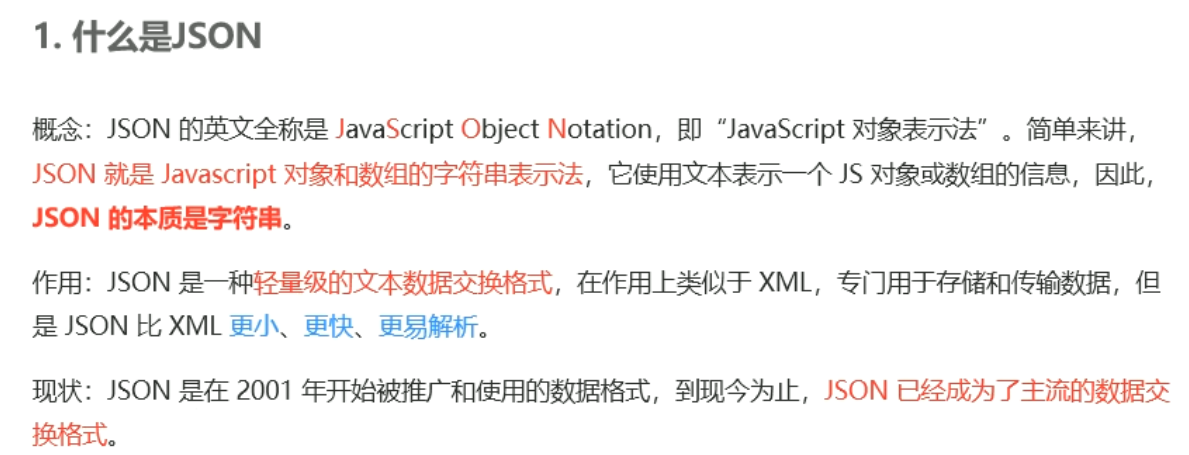 1. 什么是JSON
概念：JSON 的英文全称是 JavaScript Object Notation，即“JavaScript 对象表示法”。简单来讲，
JSON 就是 Javascript 对象和数组的字符串表示法，它使用文本表示一个 JS 对象或数组的信息，因此，
JSON 的本质是字符串。
作用：JSON 是一种轻量级的文本数据交换格式，在作用上类似于 XML，专门用于存储和传输数据，但
是 JSON 比 XML 更小、更快、更易解析。
现状：JSON 是在 2001 年开始被推广和使用的数据格式，到现今为止，JSON 已经成为了主流的数据交
换格式。